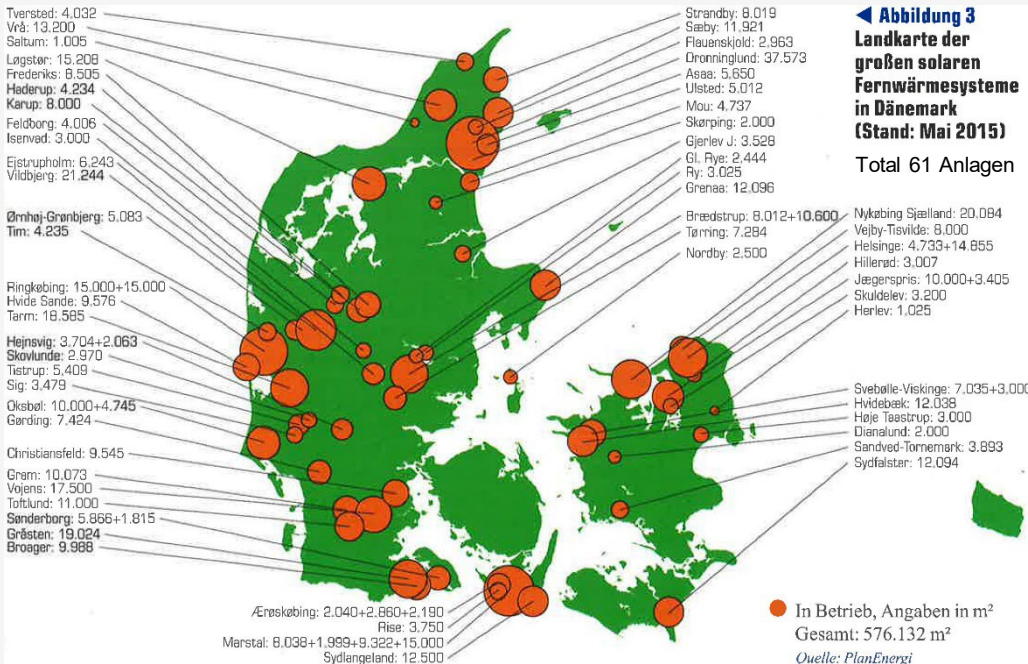 Tversted: 4.032
Vrå: 13.200
Saltum: 1.005
Løgstør: 15.208
Frederiks: 8.505
Haderup: 4.234
Karup: 8.000
Feldborg: 4.006
Isenvad: 3.000
Ejstrupholm: 6.243
Vildbjerg: 21.244
Ørnhøj-Grønbjerg: 5.083
Tim: 4.235
Ringkøbing: 15.000+15.000
Hvide Sande: 9.576
Tarm: 18.585
Hejnsvig: 3.704+2.063
Skovlunde: 2.970
Tistrup: 5.409
Sig: 3.479
Oksbøl: 10.000+4.745
Gørding: 7.424
Christiansfeld: 9.545
Gram: 10.073
Vojens: 17.500
Toftlund: 11.000
Sønderborg: 5.866+1.815
Gråsten: 19.024
Broager: 9.988
Ærøskøbing: 2.040+2.860+2.190
Rise: 3.750
Marstal: 8.038+1.999+9.322+15.000
Sydlangeland: 12.500
Strandby: 8.019
Sæby: 11.921
Flauenskjold: 2.963
Dronninglund: 37.573
Asaa: 5.650
Ulsted: 5.012
Mou: 4.737
Skørping: 2.000
Gjerlev J: 3.528
Gl. Rye: 2.444
Ry: 3.025
Grenaa: 12.096
Brædstrup: 8.012+10.600
Tørring: 7.284
Nordby: 2.500
◀ Abbildung 3
Landkarte der
großen solaren
Fernwärmesysteme
in Dänemark
(Stand: Mai 2015)
Total 61 Anlagen
Nykøbing Sjælland: 20.084
Vejby-Tisvilde: 8.000
Helsinge: 4.733+14.855
Hillerød: 3,007
Jægerspris: 10.000+3.405
Skuldelev: 3.200
Herlev: 1.025
Svebølle-Viskinge: 7.035+3.000
Hvidebæk: 12.038
Høje Taastrup: 3.000
Dianalund: 2.000
Sandved-Tornemark: 3.893
Sydfalster: 12.094
In Betrieb, Angaben in m²
Gesamt: 576.132 m²
Quelle: PlanEnergi